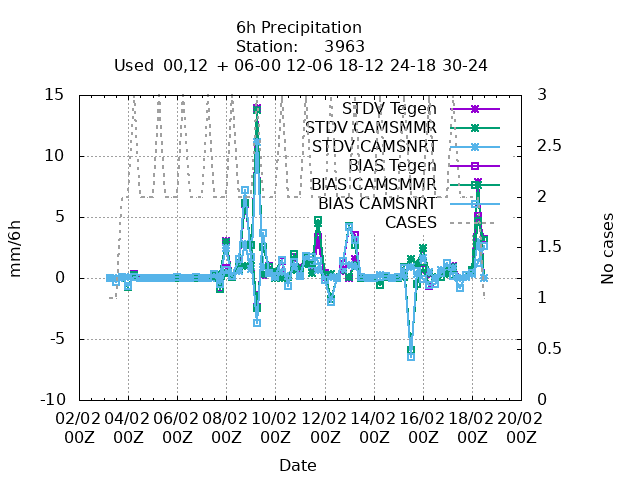 6h Precipitation
Station: 3963
Used 00,12 + 06-00 12-06 18-12 24-18 30-24
15
10
5
0
-5
-10
mm/6h
3
2.5
2
1.5
1
0.5
0
No cases
STDV Tegen
STDV CAMSMMR
STDV CAMSNRT
BIAS Tegen
BIAS CAMSMMR
BIAS CAMSNRT
CASES
02/02 04/02 06/02 08/02 10/02 12/02 14/02 16/02 18/02 20/02
00Z 00Z 00Z 00Z 00Z 00Z 00Z 00Z 00Z 00Z
Date